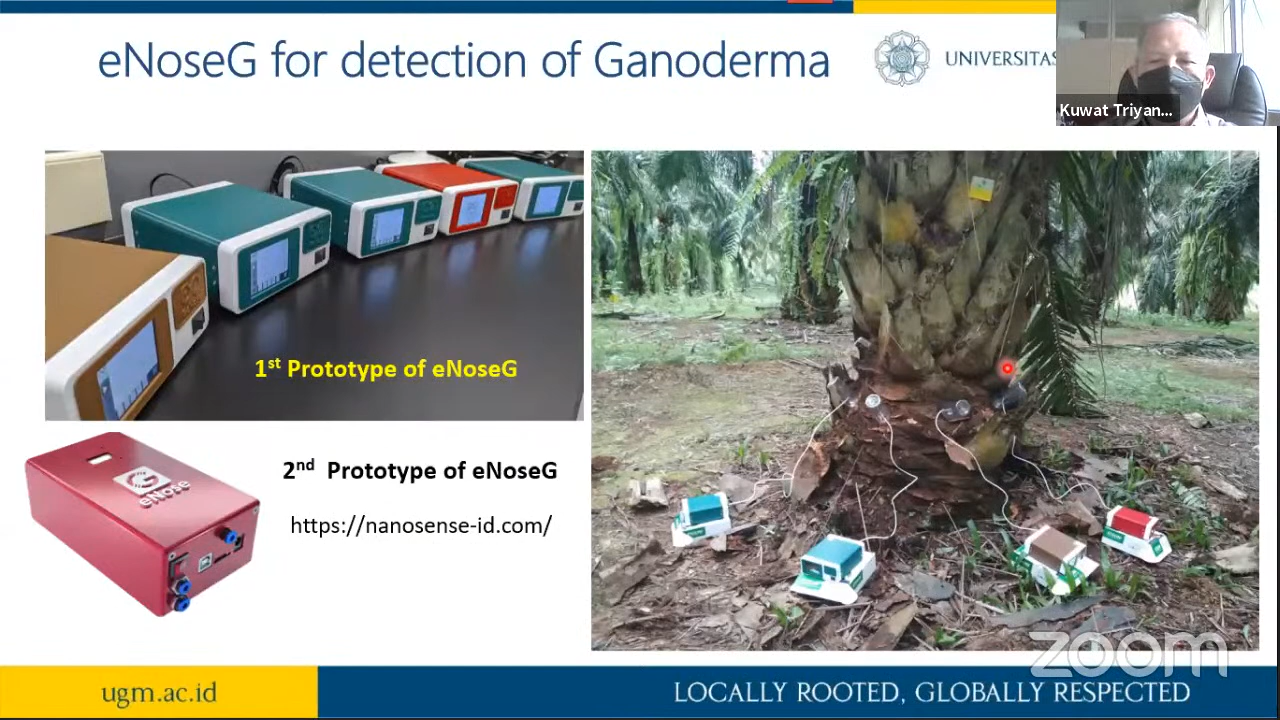 eNoseG for detection of Ganoderma
UNIVERSITAS
Kuwat Triyan...
1st Prototype of eNoseG
2nd Prototype of eNoseG
https://nanosense-id.com/
eNose
zoom
ugm.ac.id
LOCALLY ROOTED, GLOBALLY RESPECTED